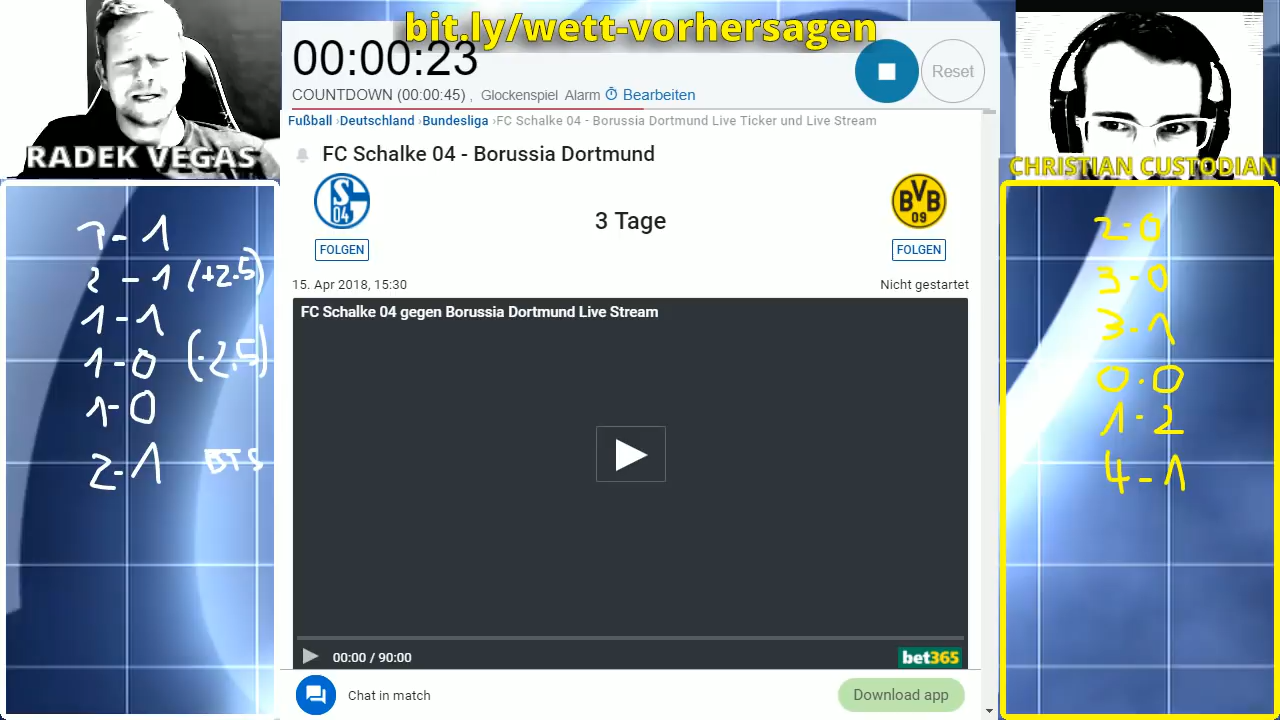 bit.ly/wett-vorhersagen
00:00:23
Reset
COUNTDOWN (00:00:45) , Glockenspiel Alarm Bearbeiten
Fußball › Deutschland › Bundesliga › FC Schalke 04 - Borussia Dortmund Live Ticker und Live Stream
RADEK VEGAS
CHRISTIAN CUSTODIAN
FC Schalke 04 - Borussia Dortmund
S 04
BVB 09
3 Tage
FOLGEN
FOLGEN
15. Apr 2018, 15:30
Nicht gestartet
FC Schalke 04 gegen Borussia Dortmund Live Stream
00:00 / 90:00
bet365
Chat in match
Download app
- 1
2 - 1 (+2.5)
1 - 1
1 - 0 (-2.5)
1 - 0
2 - 1 BTS
2 - 0
3 - 0
3 - 1
0 - 0
1 - 2
4 - 1